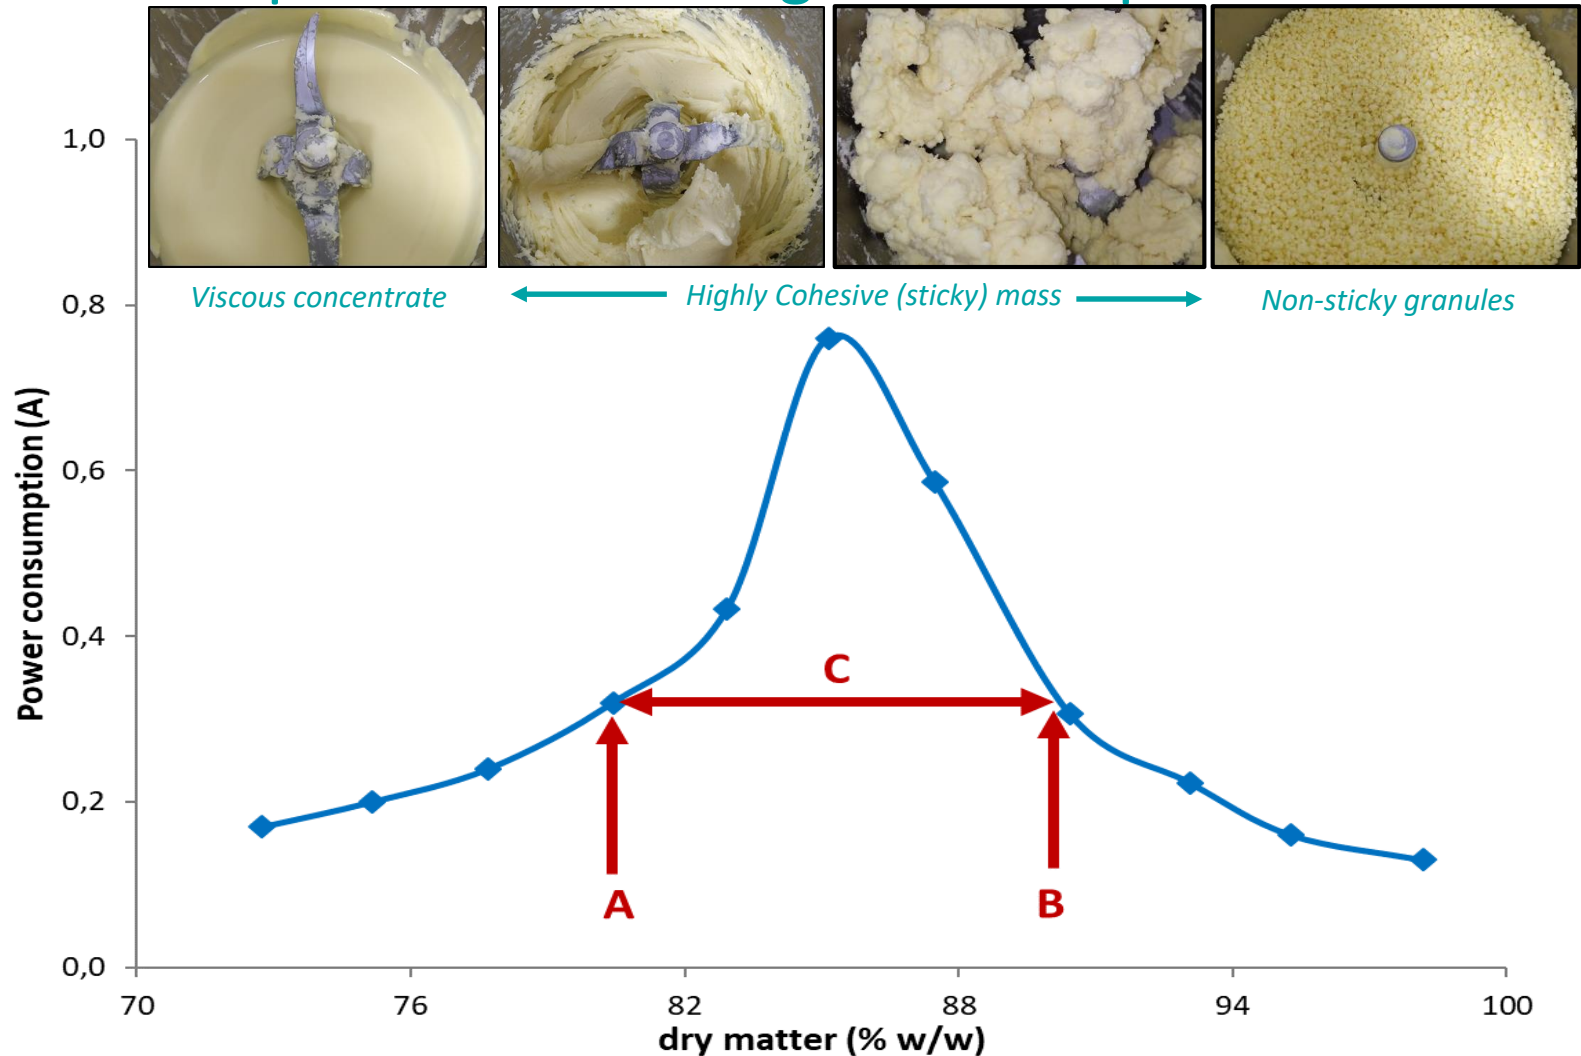 1,0
Viscous concentrate
Highly Cohesive (sticky) mass
Non-sticky granules
0,8
0,6
0,4
0,2
0,0
Power consumption (A)
C
A
B
70 76 82 88 94 100
dry matter (% w/w)